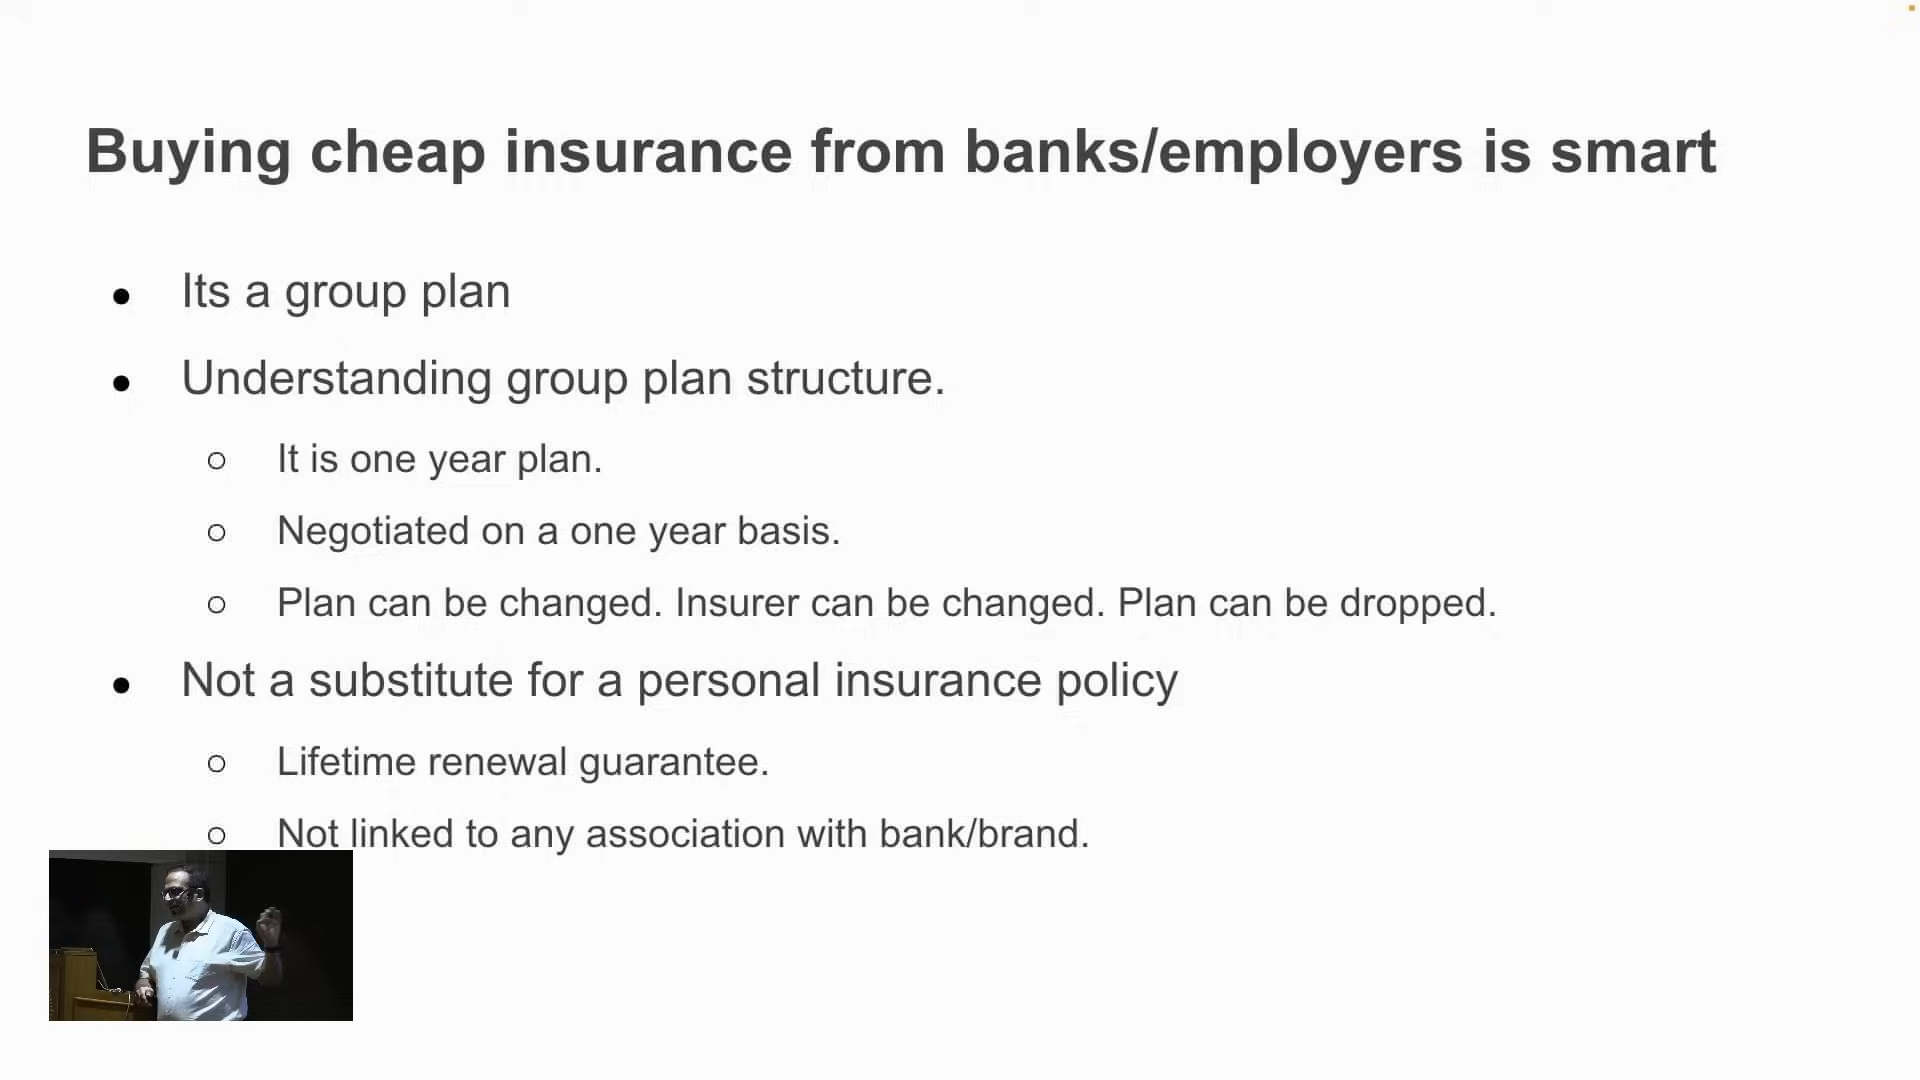 Buying cheap insurance from banks/employers is smart
● Its a group plan
● Understanding group plan structure.
○ It is one year plan.
○ Negotiated on a one year basis.
○ Plan can be changed. Insurer can be changed. Plan can be dropped.
● Not a substitute for a personal insurance policy
○ Lifetime renewal guarantee.
○ Not linked to any association with bank/brand.